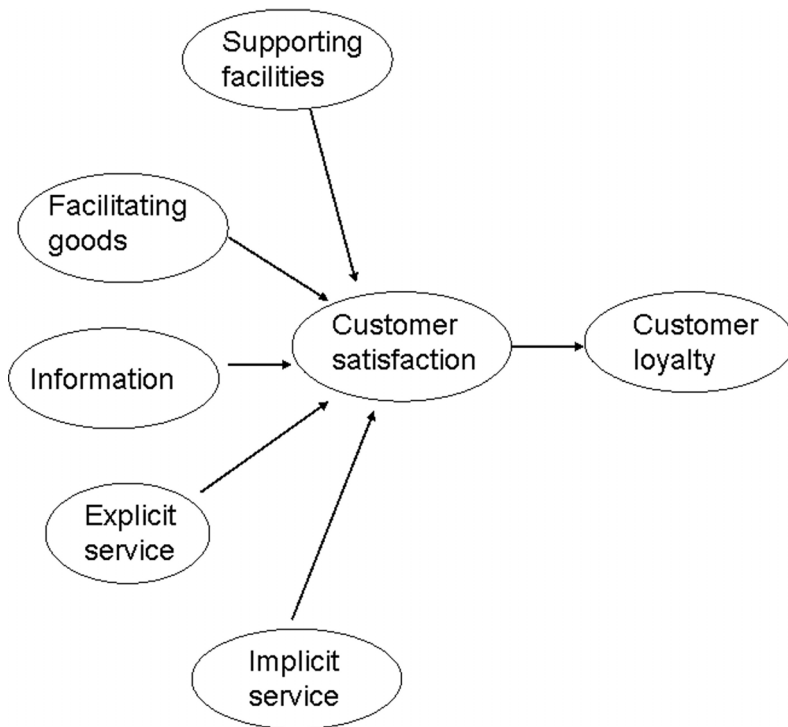 Supporting
facilities
Facilitating
goods
Information
Explicit
service
Implicit
service
Customer
satisfaction
Customer
loyalty